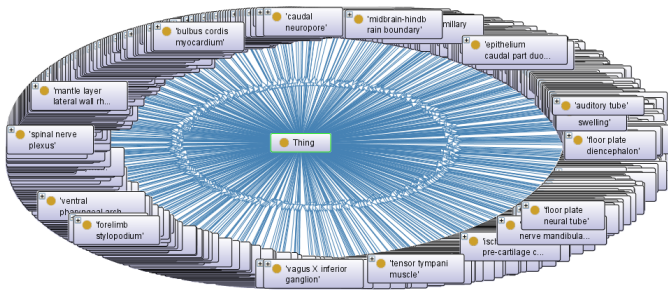 'caudal
neuropore'
'midbrain-hindb
rain boundary'
millary
'bulbus cordis
myocardium'
'epithelium
caudal part duo...
'mantle layer
lateral wall rh...
'auditory tube'
swelling'
'spinal nerve
plexus'
Thing
'floor plate
diencephalon'
'ventral
pharyngeal arch
'forelimb
stylopodium'
'floor plate
neural tube'
nerve mandibula...
pre-cartilage c...
'vagus X inferior
ganglion'
'tensor tympani
muscle'